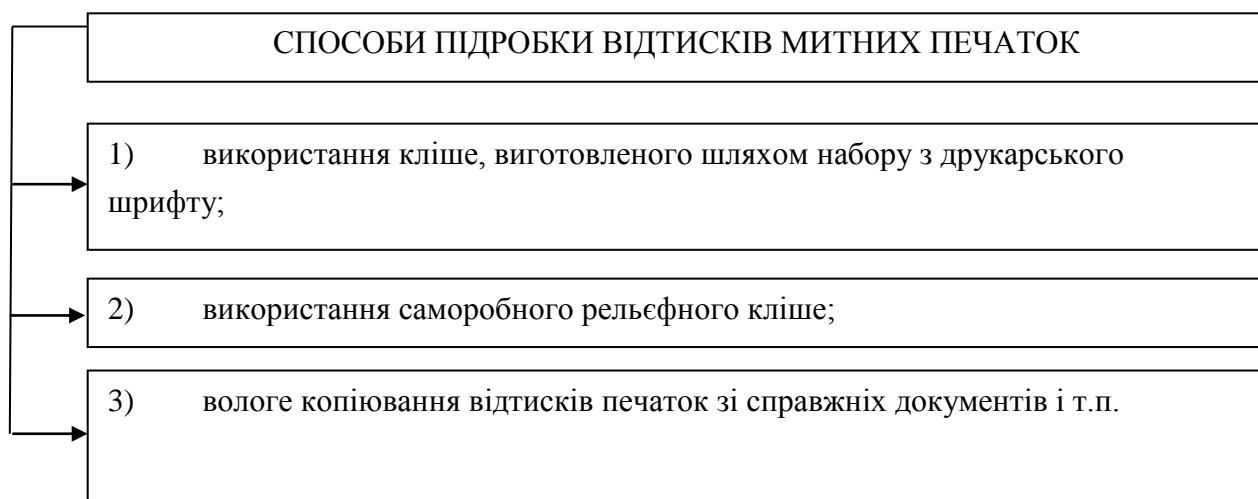 СПОСОБИ ПІДРОБКИ ВІДТИСКІВ МИТНИХ ПЕЧАТОК
1) використання кліше, виготовленого шляхом набору з друкарського
шрифту;
2) використання саморобного рельєфного кліше;
3) вологе копіювання відтисків печаток зі справжніх документів і т.п.